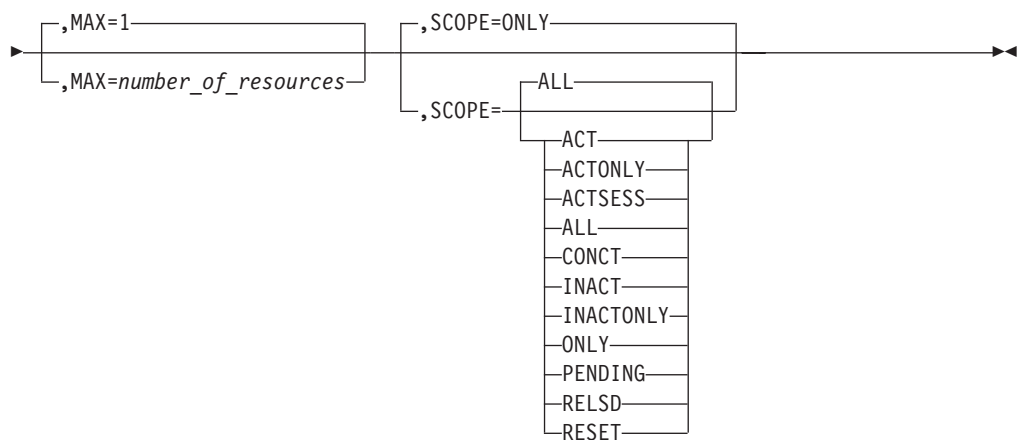 ,MAX=1
,MAX=number_of_resources
,SCOPE=ONLY
,SCOPE=
ALL
ACT
ACTONLY
ACTSESS
ALL
CONCT
INACT
INACTONLY
ONLY
PENDING
RELSD
RESET